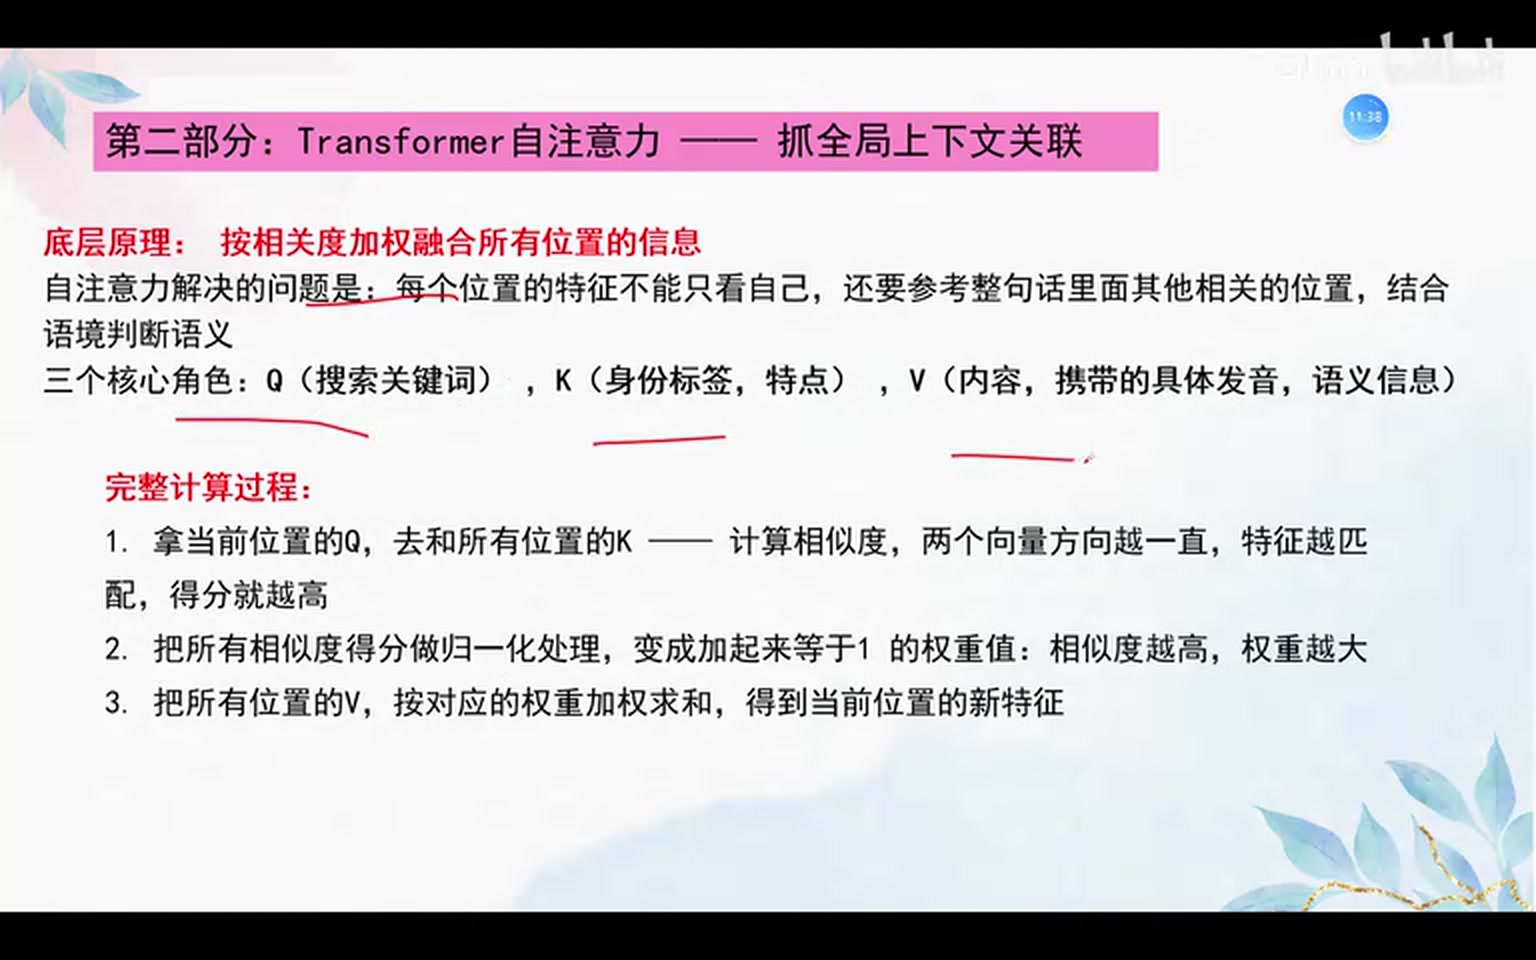 11:38
第二部分：Transformer自注意力 —— 抓全局上下文关联
底层原理： 按相关度加权融合所有位置的信息
自注意力解决的问题是：每个位置的特征不能只看自己，还要参考整句话里面其他相关的位置，结合
语境判断语义
三个核心角色：Q（搜索关键词） ，K（身份标签，特点） ，V（内容，携带的具体发音，语义信息）
完整计算过程：
1. 拿当前位置的Q，去和所有位置的K —— 计算相似度，两个向量方向越一直，特征越匹
配，得分就越高
2. 把所有相似度得分做归一化处理，变成加起来等于1 的权重值：相似度越高，权重越大
3. 把所有位置的V，按对应的权重加权求和，得到当前位置的新特征